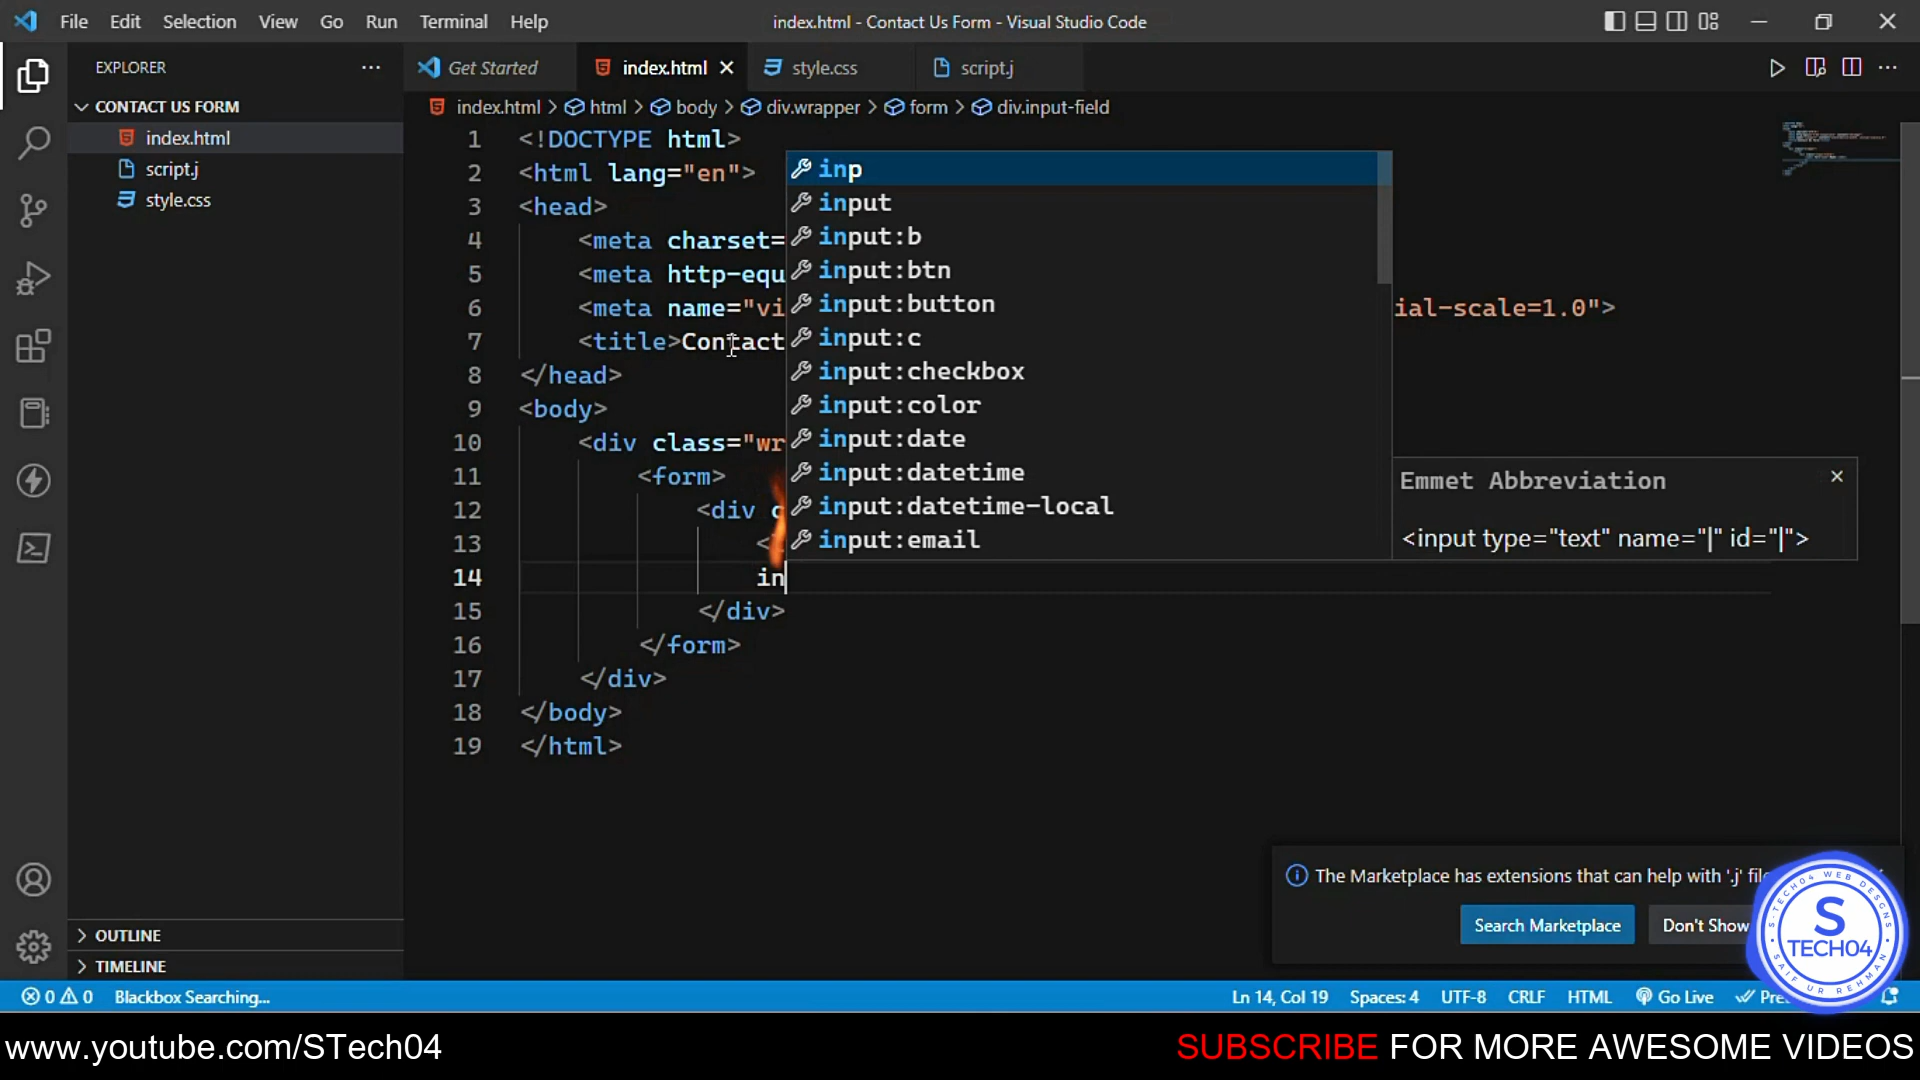 File Edit Selection View Go Run Terminal Help
index.html - Contact Us Form - Visual Studio Code
EXPLORER
Get Started
index.html
style.css
script.j
CONTACT US FORM
index.html
script.j
style.css
index.html > html > body > div.wrapper > form > div.input-field
1 <!DOCTYPE html>
2 <html lang="en">
3 <head>
4 <meta charset=
5 <meta http-equ
6 <meta name="vi ial-scale=1.0">
7 <title>Contact
8 </head>
9 <body>
10 <div class="wr
11 <form>
12 <div c
13 <
14 in
15 </div>
16 </form>
17 </div>
18 </body>
19 </html>
inp
input
input:b
input:btn
input:button
input:c
input:checkbox
input:color
input:date
input:datetime
input:datetime-local
input:email
Emmet Abbreviation
<input type="text" name="|" id="|">
The Marketplace has extensions that can help with '.j' file
Search Marketplace
Don't Show
S-TECH04 WEB DESGNS
S
TECH04
SAIF UR REHMAN
OUTLINE
TIMELINE
0 0 Blackbox Searching...
Ln 14, Col 19 Spaces: 4 UTF-8 CRLF HTML Go Live
www.youtube.com/STech04
SUBSCRIBE FOR MORE AWESOME VIDEOS